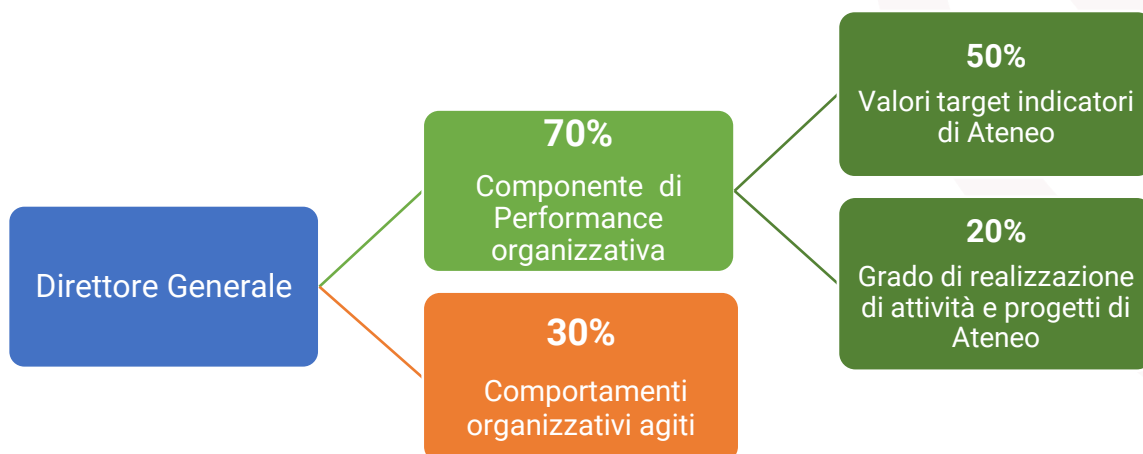 Direttore Generale
70%
Componente di
Performance
organizzativa
30%
Comportamenti
organizzativi agiti
50%
Valori target indicatori
di Ateneo
20%
Grado di realizzazione
di attività e progetti di
Ateneo